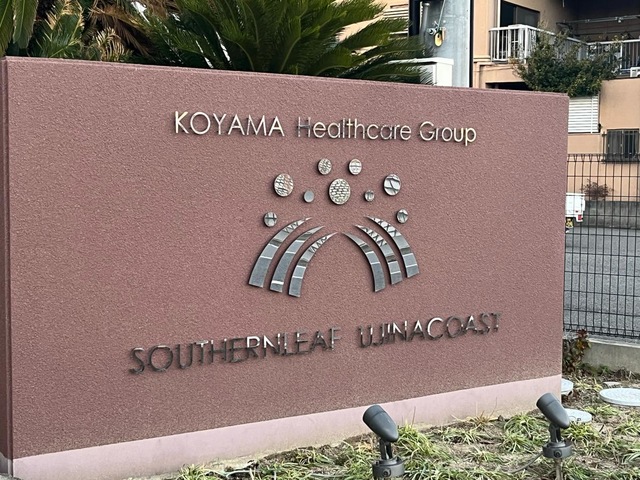 KOYAMA Healthcare Group
SOUTHERNLEAF UJINACOAST